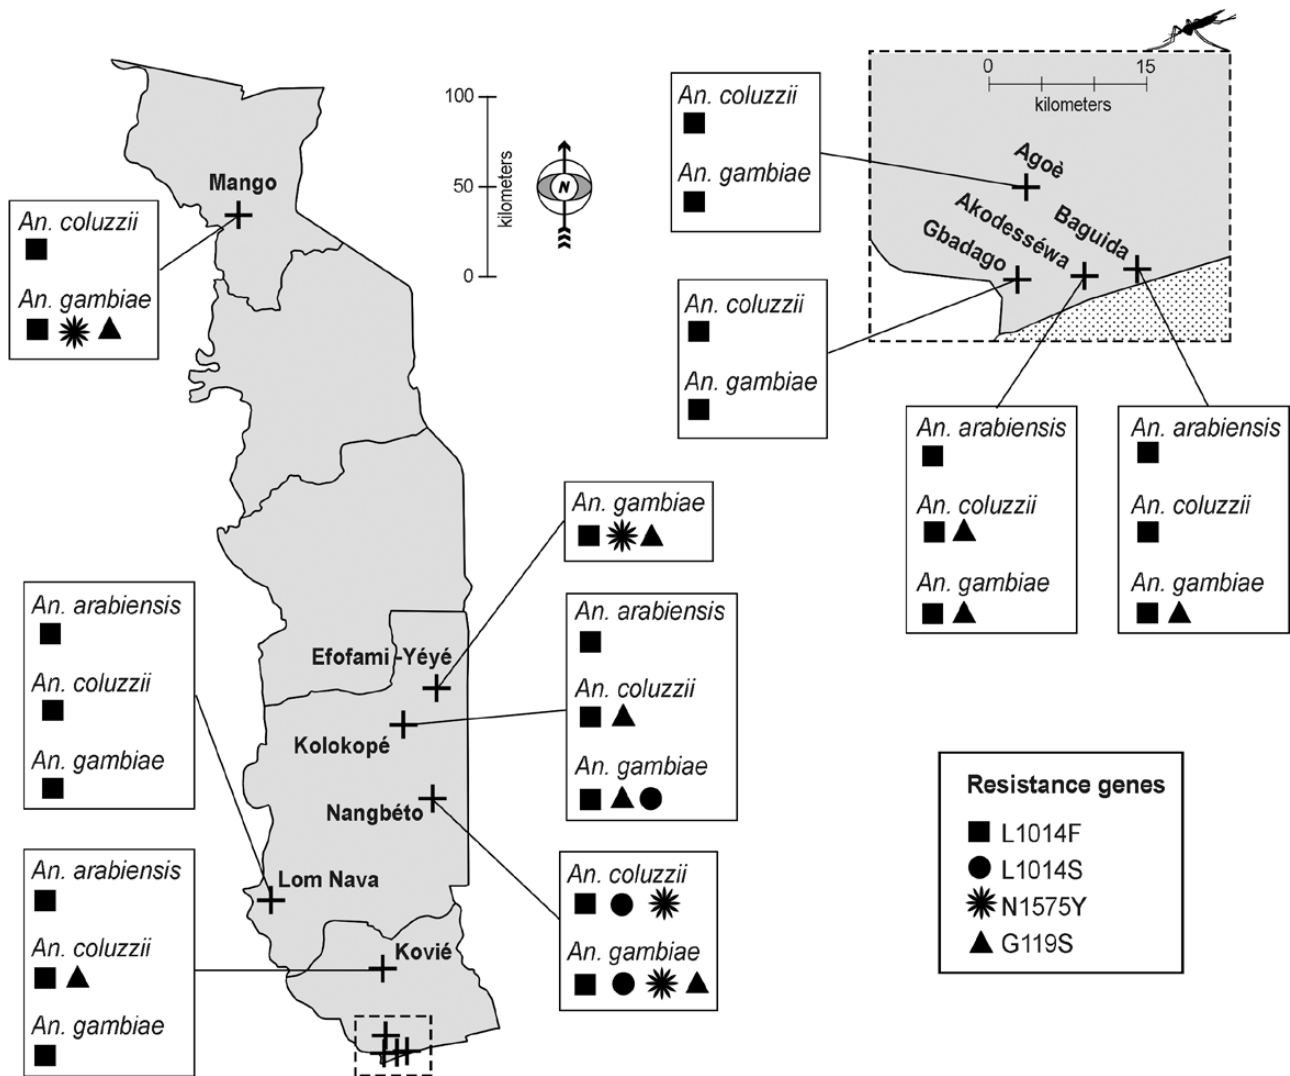 Mango
An. coluzzii
An. gambiae
100
50
0
kilometers
N
An. coluzzii
An. gambiae
0 15
kilometers
Agoè
Akodesséwa
Baguida
Gbadago
An. coluzzii
An. gambiae
An. arabiensis
An. coluzzii
An. gambiae
An. arabiensis
An. coluzzii
An. gambiae
An. gambiae
An. arabiensis
An. coluzzii
An. gambiae
Efofami -Yéyé
Kolokopé
Nangbéto
An. arabiensis
An. coluzzii
An. gambiae
Lom Nava
Kovié
An. coluzzii
An. gambiae
An. arabiensis
An. coluzzii
An. gambiae
Resistance genes
L1014F
L1014S
N1575Y
G119S